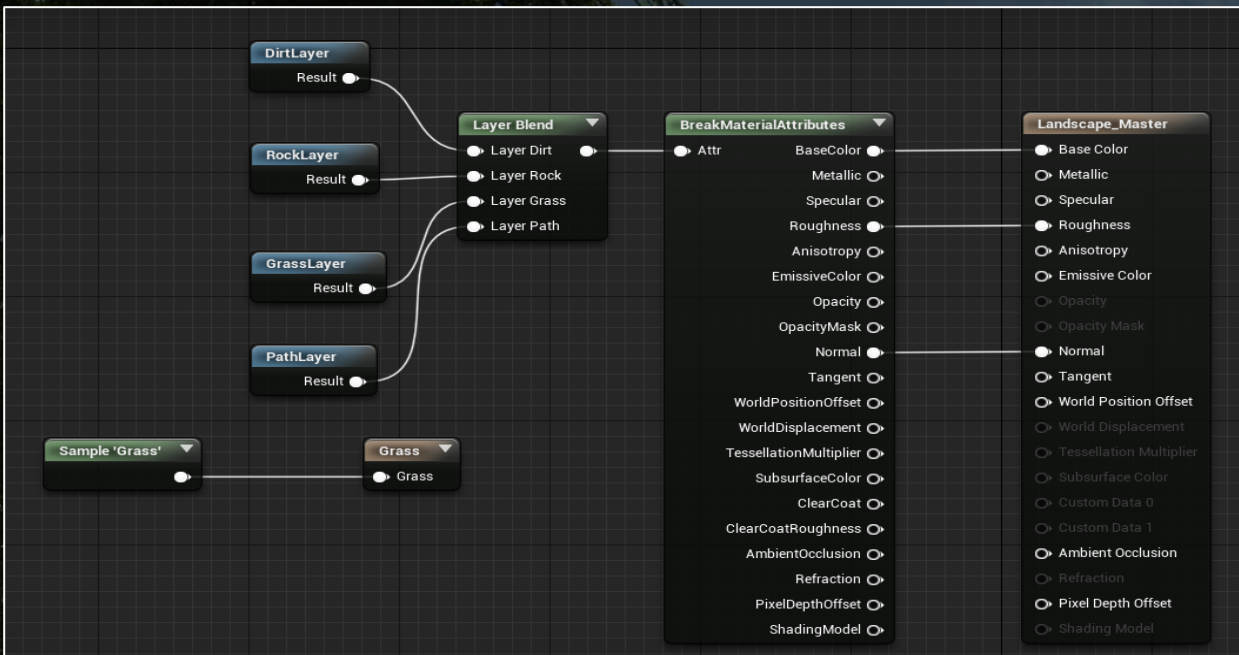 DirtLayer
Result
RockLayer
Result
GrassLayer
Result
PathLayer
Result
Sample 'Grass'
Grass
Grass
Layer Blend
Layer Dirt
Layer Rock
Layer Grass
Layer Path
BreakMaterialAttributes
Attr BaseColor
Metallic
Specular
Roughness
Anisotropy
EmissiveColor
Opacity
OpacityMask
Normal
Tangent
WorldPositionOffset
WorldDisplacement
TessellationMultiplier
SubsurfaceColor
ClearCoat
ClearCoatRoughness
AmbientOcclusion
Refraction
PixelDepthOffset
ShadingModel
Landscape_Master
Base Color
Metallic
Specular
Roughness
Anisotropy
Emissive Color
Opacity
Opacity Mask
Normal
Tangent
World Position Offset
World Displacement
Tessellation Multiplier
Subsurface Color
Custom Data 0
Custom Data 1
Ambient Occlusion
Refraction
Pixel Depth Offset
Shading Model